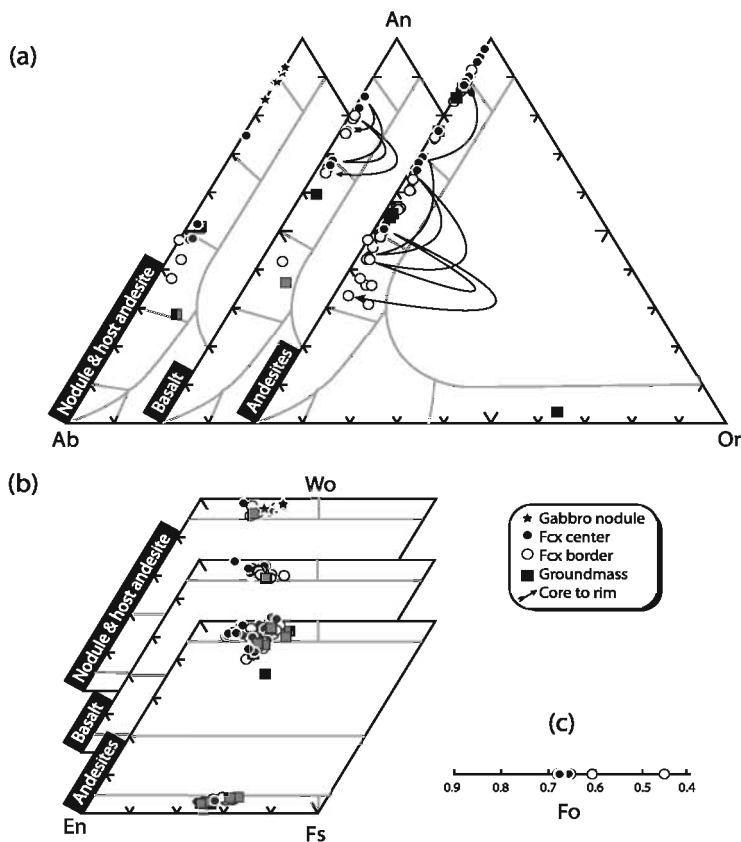 An
(a)
Nodule & host andesite
Basalt
Andesites
Ab
Or
(b)
Wo
Nodule & host andesite
Basalt
Andesites
En
Fs
Gabbro nodule
Fcx center
Fcx border
Groundmass
Core to rim
(c)
0.9 0.8 0.7 0.6 0.5 0.4
Fo